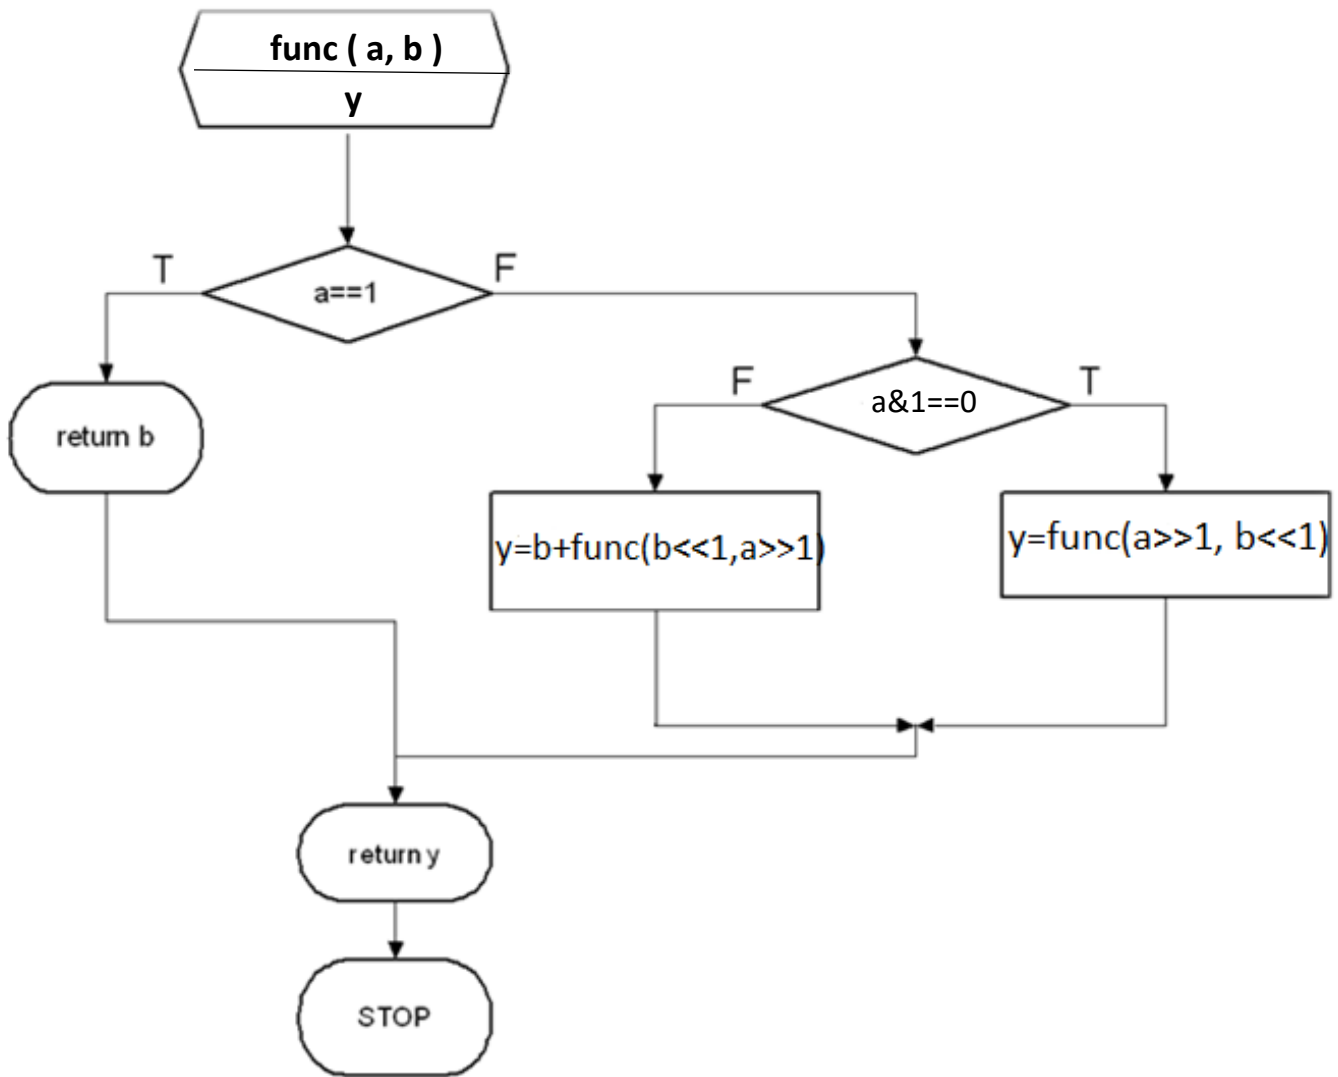 func ( a, b )
y
T
F
a==1
F
T
a&1==0
return b
y=b+func(b<<1,a>>1)
y=func(a>>1, b<<1)
return y
STOP